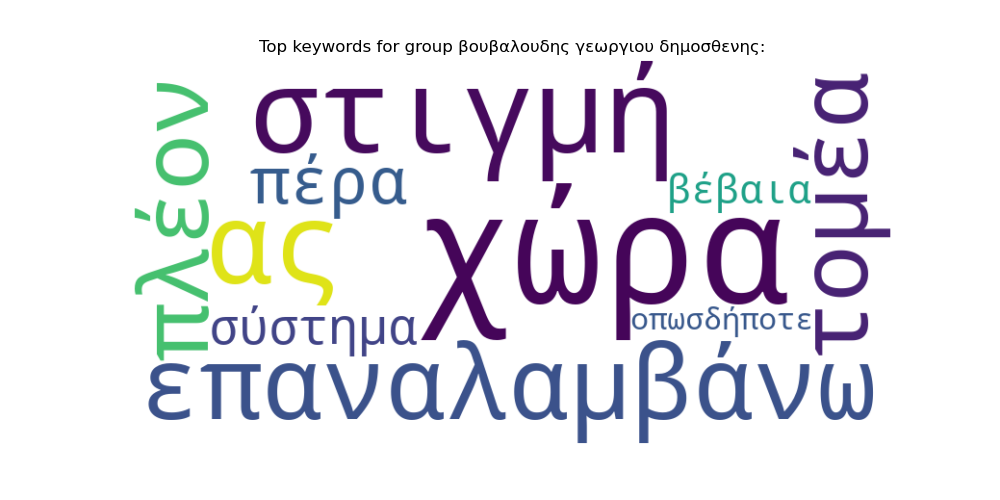 Top keywords for group βουβαλουδης γεωργιου δημοσθενης:
στιγμή
πλέον
τομέα
πέρα
βέβαια
ας
χώρα
σύστημα
οπωσδήποτε
επαναλαμβάνω